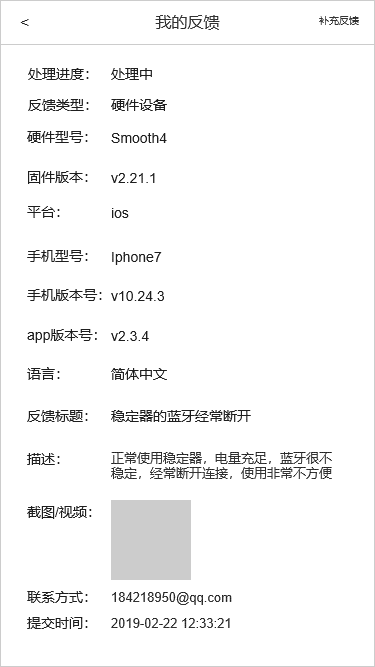 < 我的反馈 补充反馈
处理进度： 处理中
反馈类型： 硬件设备
硬件型号： Smooth4
固件版本： v2.21.1
平台： ios
手机型号： Iphone7
手机版本号： v10.24.3
app版本号： v2.3.4
语言： 简体中文
反馈标题： 稳定器的蓝牙经常断开
描述： 正常使用稳定器，电量充足，蓝牙很不
稳定，经常断开连接，使用非常不方便
截图/视频：
联系方式： 184218950@qq.com
提交时间： 2019-02-22 12:33:21